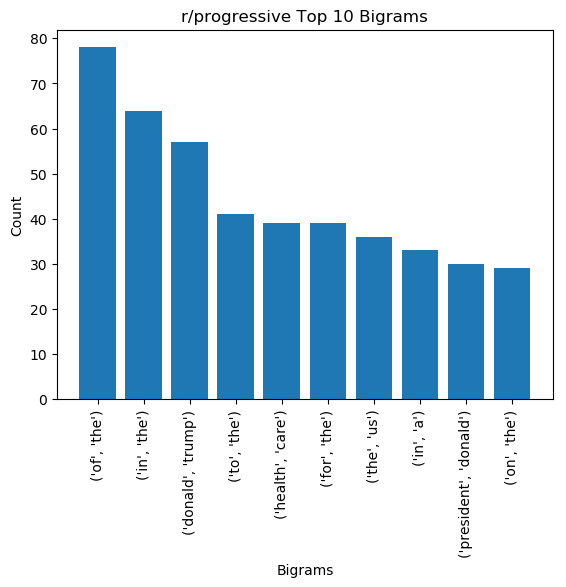 r/progressive Top 10 Bigrams
80
70
60
50
40
30
20
10
0
Count
('of', 'the')
('in', 'the')
('donald', 'trump')
('to', 'the')
('health', 'care')
('for', 'the')
('the', 'us')
('in', 'a')
('president', 'donald')
('on', 'the')
Bigrams